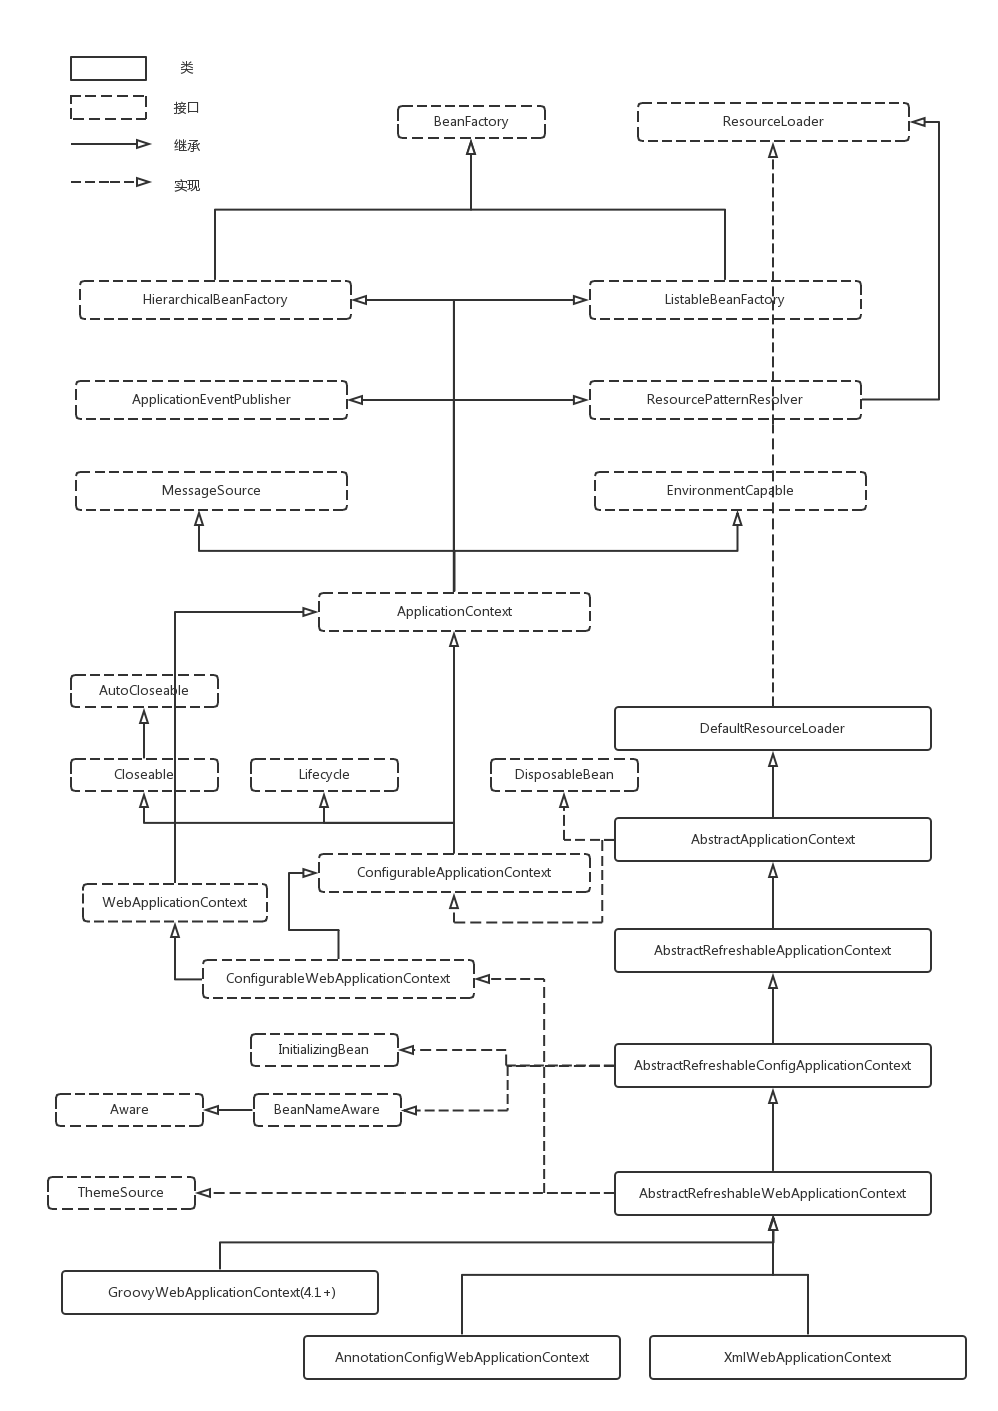 类
接口
继承
实现
BeanFactory
ResourceLoader
HierarchicalBeanFactory
ListableBeanFactory
ApplicationEventPublisher
ResourcePatternResolver
MessageSource
EnvironmentCapable
ApplicationContext
AutoCloseable
DefaultResourceLoader
Closeable
Lifecycle
DisposableBean
AbstractApplicationContext
ConfigurableApplicationContext
WebApplicationContext
AbstractRefreshableApplicationContext
ConfigurableWebApplicationContext
InitializingBean
AbstractRefreshableConfigApplicationContext
Aware
BeanNameAware
ThemeSource
AbstractRefreshableWebApplicationContext
GroovyWebApplicationContext(4.1+)
AnnotationConfigWebApplicationContext
XmlWebApplicationContext